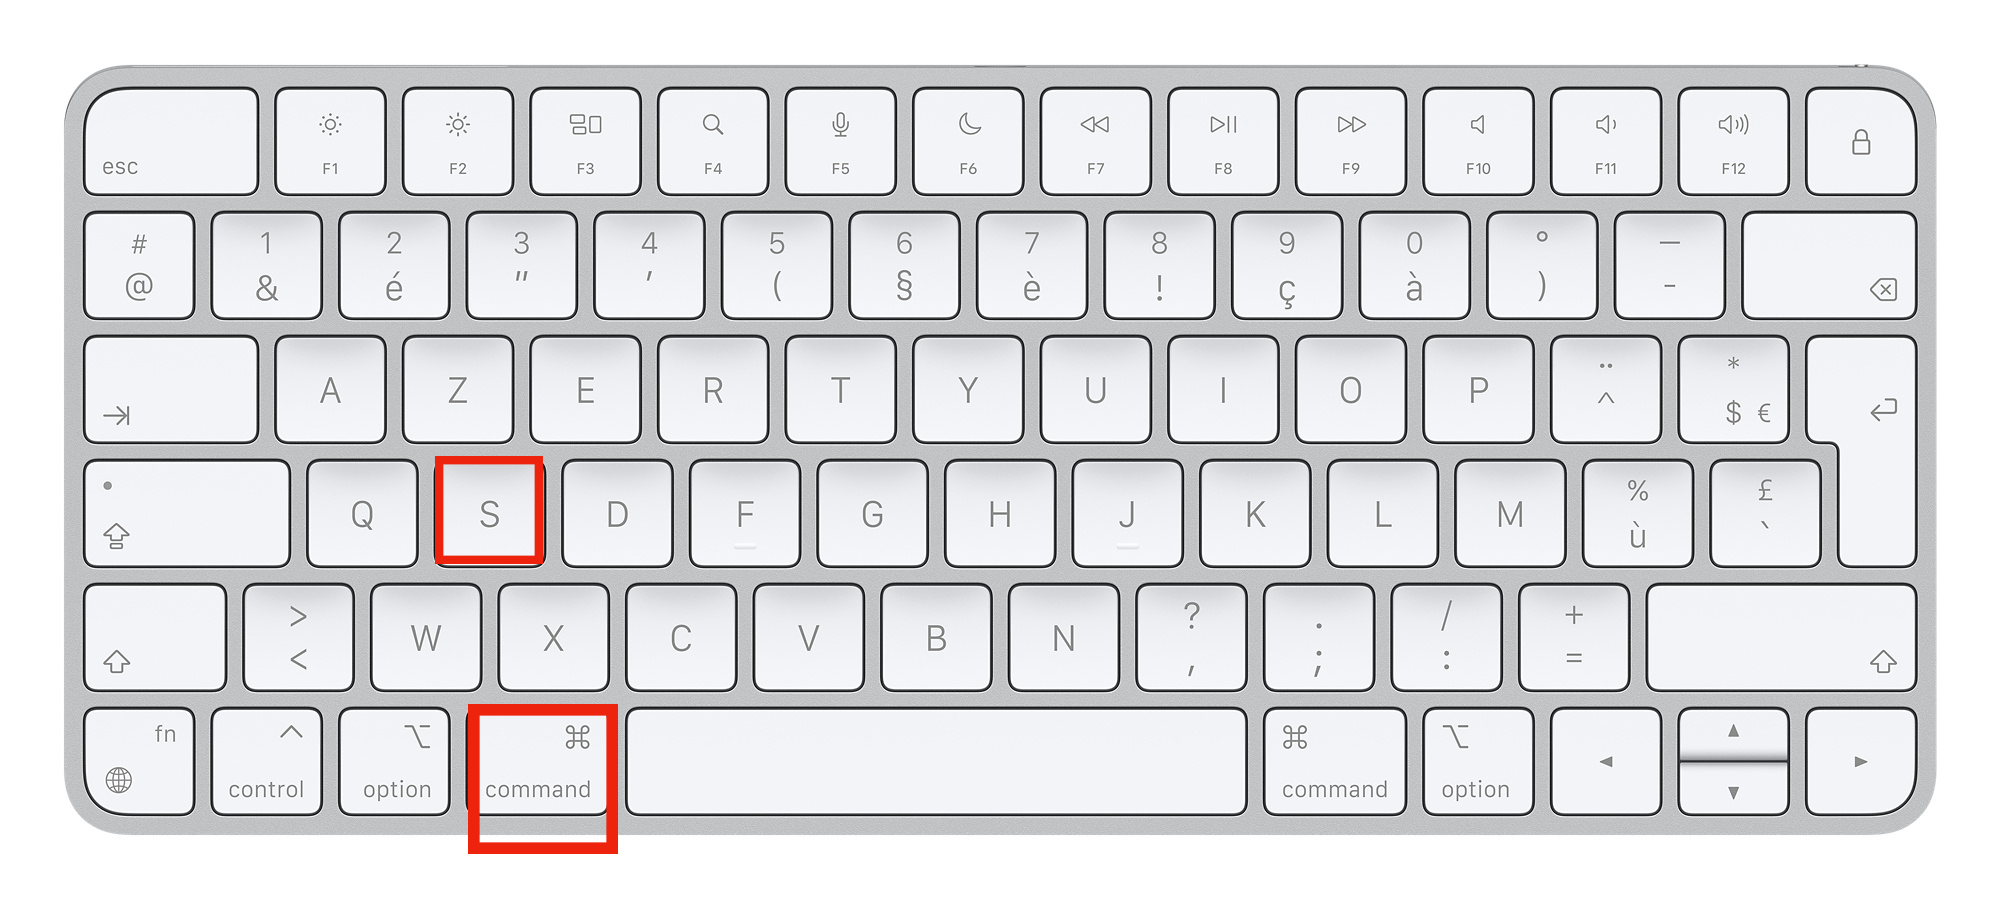 esc F1 F2 F3 F4 F5 F6 F7 F8 F9 F10 F11 F12
# 1 2 3 4 5 6 7 8 9 0 ° —
@ & é " ' ( § è ! ç à ) -
A Z E R T Y U I O P ¨ *
^ $ €
Q S D F G H J K L M % £
ù `
> W X C V B N ? . / +
< , ; : =
fn ^ ⌥ ⌘ ⌘ ⌥
control option command command option